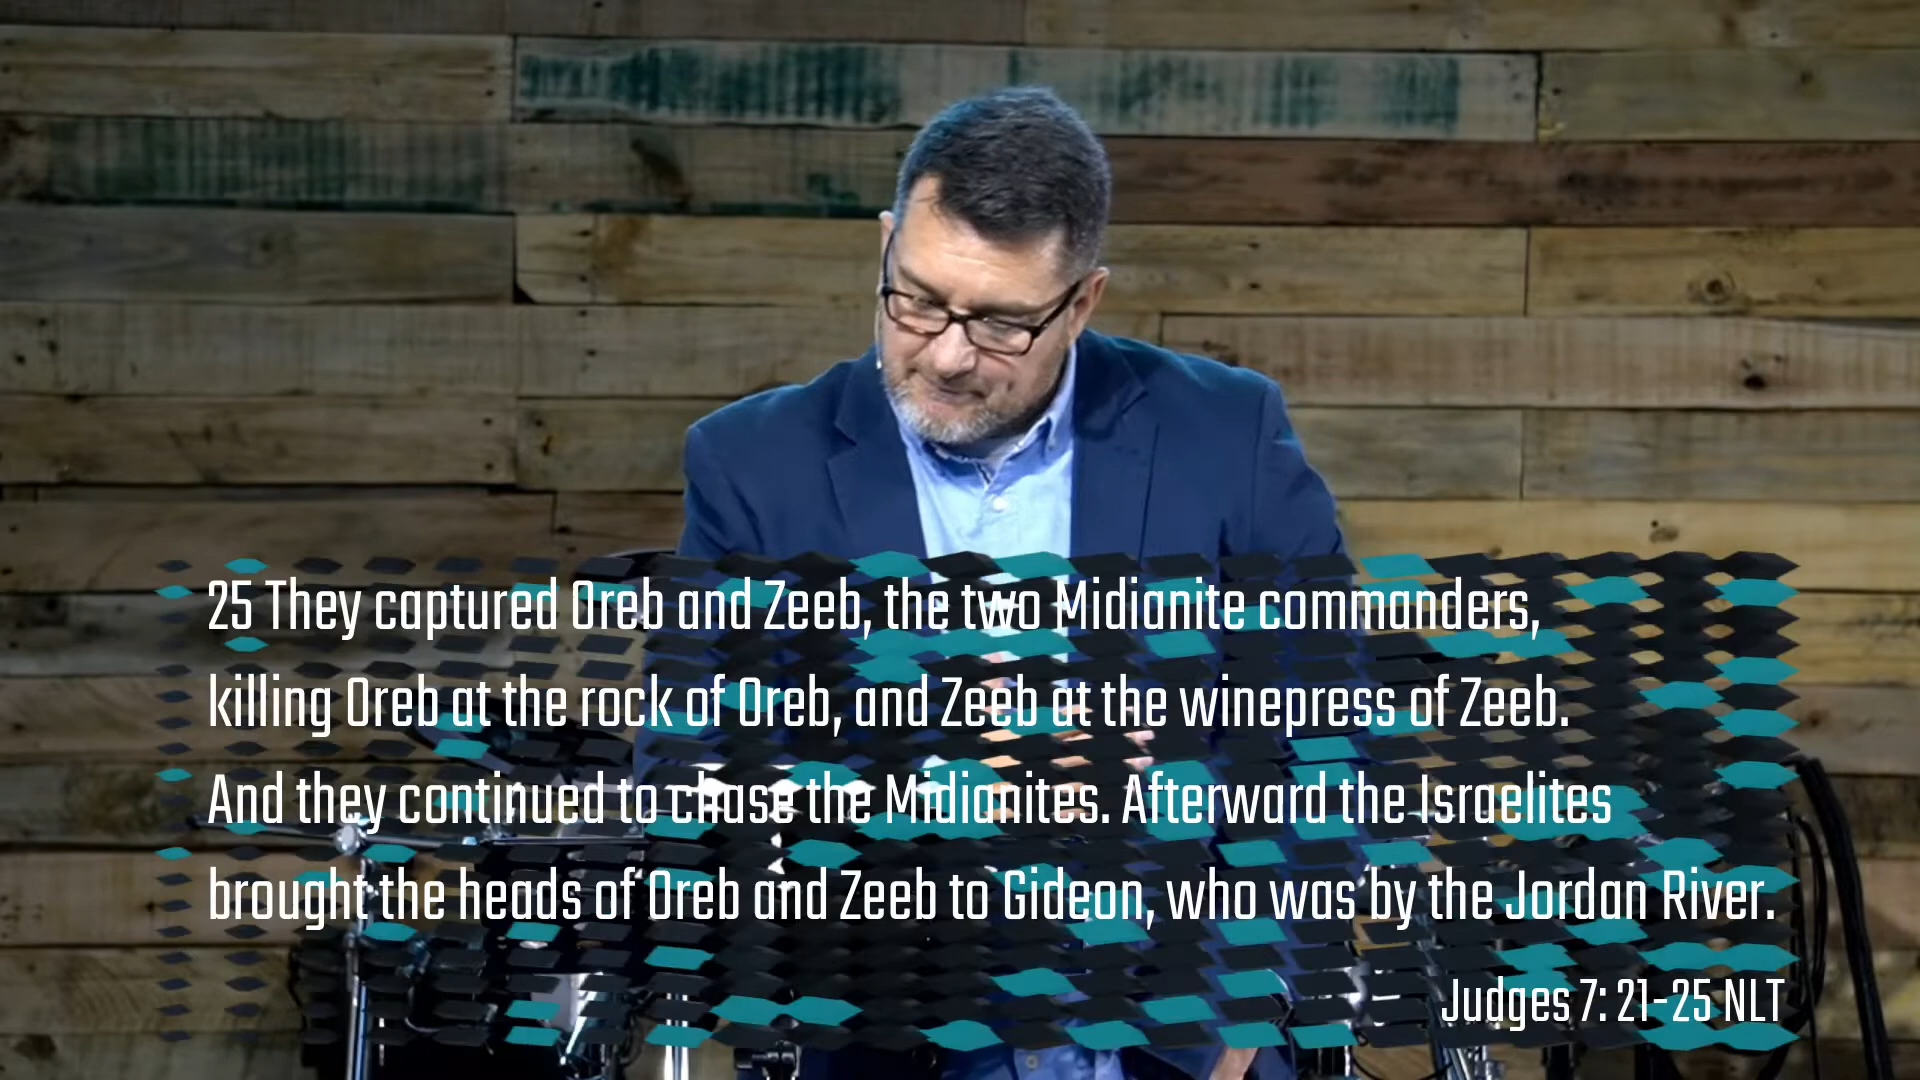 25 They captured Oreb and Zeeb, the two Midianite commanders,
killing Oreb at the rock of Oreb, and Zeeb at the winepress of Zeeb.
And they continued to chase the Midianites. Afterward the Israelites
brought the heads of Oreb and Zeeb to Gideon, who was by the Jordan River.
Judges 7: 21-25 NLT